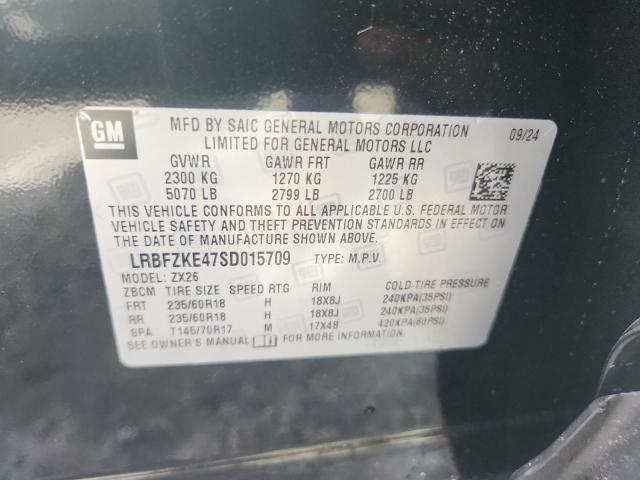 GM
MFD BY SAIC GENERAL MOTORS CORPORATION 09/24
LIMITED FOR GENERAL MOTORS LLC
GVWR GAWR FRT GAWR RR
2300 KG 1270 KG 1225 KG
5070 LB 2799 LB 2700 LB
THIS VEHICLE CONFORMS TO ALL APPLICABLE U.S. FEDERAL MOTOR
VEHICLE SAFETY AND THEFT PREVENTION STANDARDS IN EFFECT ON
THE DATE OF MANUFACTURE SHOWN ABOVE.
LRBFZKE47SD015709 TYPE: M.P.V.
MODEL: ZX26
ZBCM TIRE SIZE SPEED RTG RIM COLD TIRE PRESSURE
FRT 235/60R18 H 18X8J 240KPA(35PSI)
RR 235/60R18 H 18X8J 240KPA(35PSI)
SPA T145/70R17 M 17X4B 420KPA(60PSI)
SEE OWNER'S MANUAL FOR MORE INFORMATION